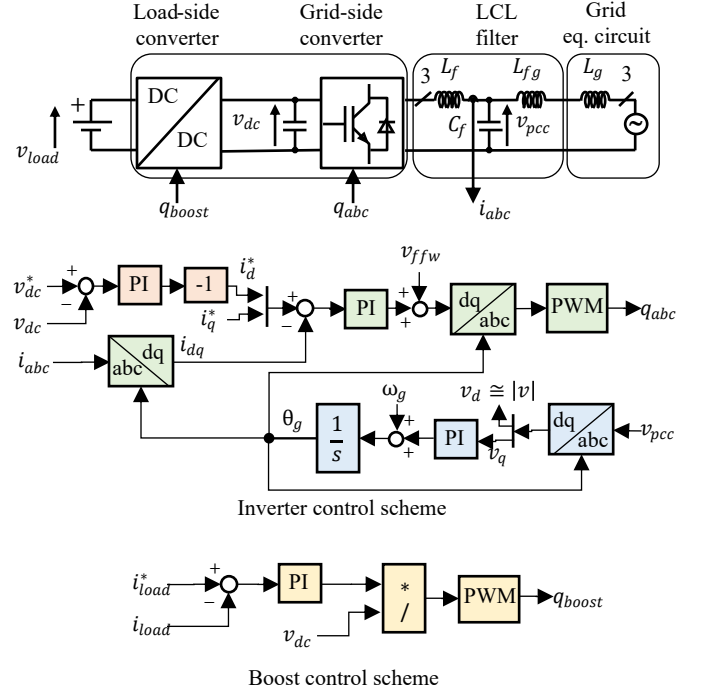 Load-side converter
Grid-side converter
LCL filter
Grid eq. circuit
3
L_f
L_fg
L_g
3
+
DC
DC
v_dc
C_f
v_pcc
v_load
q_boost
q_abc
i_abc
v_dc^*
+
−
PI
-1
i_d^*
i_q^*
+
−
PI
v_ffw
+
+
dq
abc
PWM
q_abc
v_dc
i_abc
abc
dq
i_dq
θ_g
1
s
ω_g
+
+
PI
v_d ≅ |v|
v_q
dq
abc
v_pcc
Inverter control scheme
i_load^*
+
−
PI
*
/
PWM
q_boost
i_load
v_dc
Boost control scheme